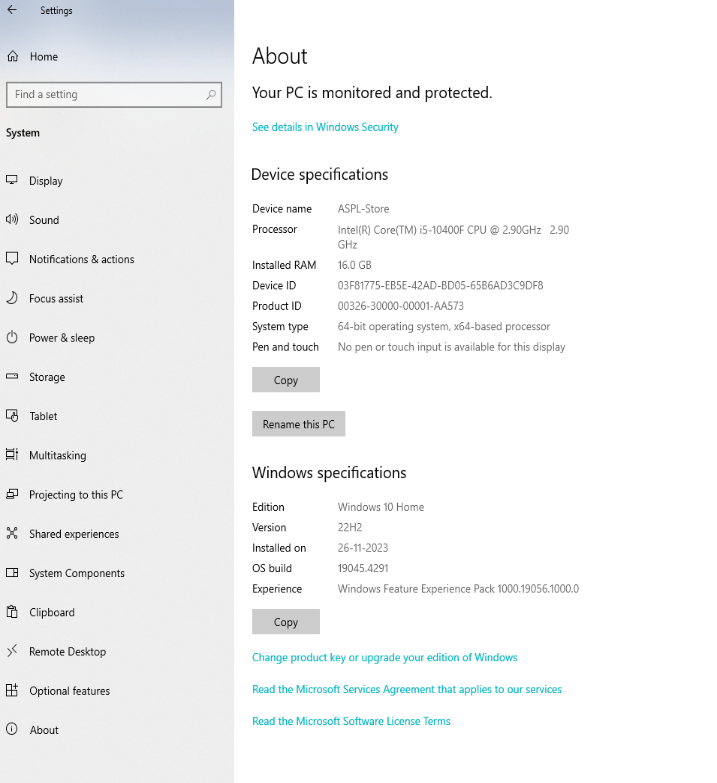 Settings
Home
Find a setting
System
Display
Sound
Notifications & actions
Focus assist
Power & sleep
Storage
Tablet
Multitasking
Projecting to this PC
Shared experiences
System Components
Clipboard
Remote Desktop
Optional features
About
About
Your PC is monitored and protected.
See details in Windows Security
Device specifications
Device name ASPL-Store
Processor Intel(R) Core(TM) i5-10400F CPU @ 2.90GHz 2.90
GHz
Installed RAM 16.0 GB
Device ID 03F81775-EB5E-42AD-BD05-65B6AD3C9DF8
Product ID 00326-30000-00001-AA573
System type 64-bit operating system, x64-based processor
Pen and touch No pen or touch input is available for this display
Copy
Rename this PC
Windows specifications
Edition Windows 10 Home
Version 22H2
Installed on 26-11-2023
OS build 19045.4291
Experience Windows Feature Experience Pack 1000.19056.1000.0
Copy
Change product key or upgrade your edition of Windows
Read the Microsoft Services Agreement that applies to our services
Read the Microsoft Software License Terms